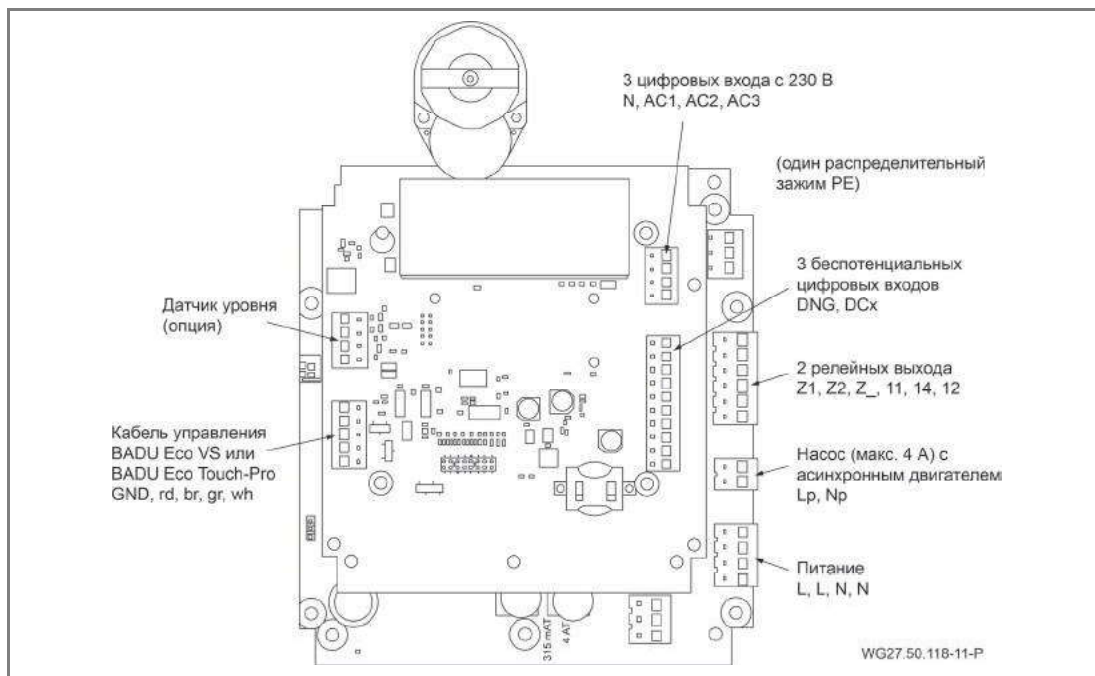 3 цифровых входа с 230 В
N, AC1, AC2, AC3
(один распределительный
зажим PE)
3 беспотенциальных
цифровых входов
DNG, DCx
Датчик уровня
(опция)
2 релейных выхода
Z1, Z2, Z_, 11, 14, 12
Кабель управления
BADU Eco VS или
BADU Eco Touch-Pro
GND, rd, br, gr, wh
Насос (макс. 4 А) с
асинхронным двигателем
Lp, Np
Питание
L, L, N, N
315 mAT
4 AT
WG27.50.118-11-P